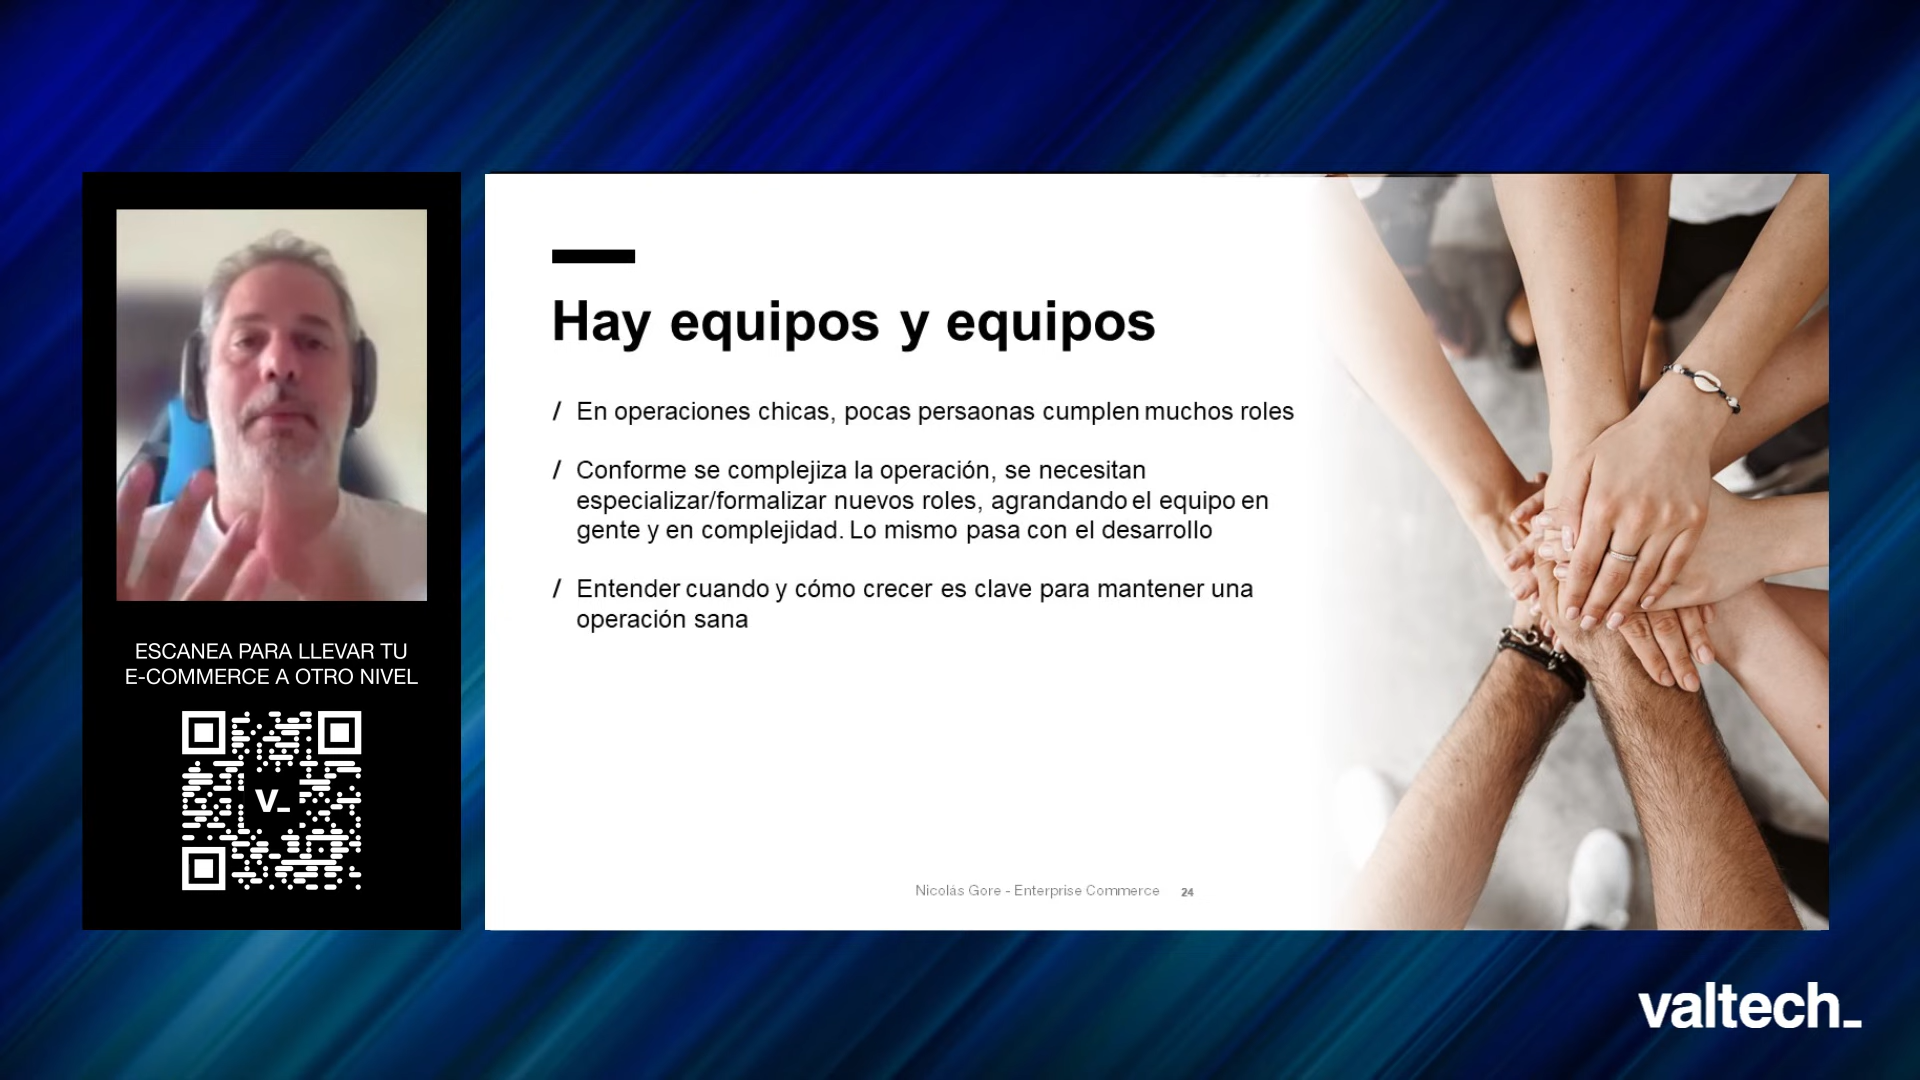 ESCANEA PARA LLEVAR TU
E-COMMERCE A OTRO NIVEL
V_
Hay equipos y equipos
/ En operaciones chicas, pocas persaonas cumplen muchos roles
/ Conforme se complejiza la operación, se necesitan
especializar/formalizar nuevos roles, agrandando el equipo en
gente y en complejidad. Lo mismo pasa con el desarrollo
/ Entender cuando y cómo crecer es clave para mantener una
operación sana
Nicolás Gore - Enterprise Commerce 24
valtech_